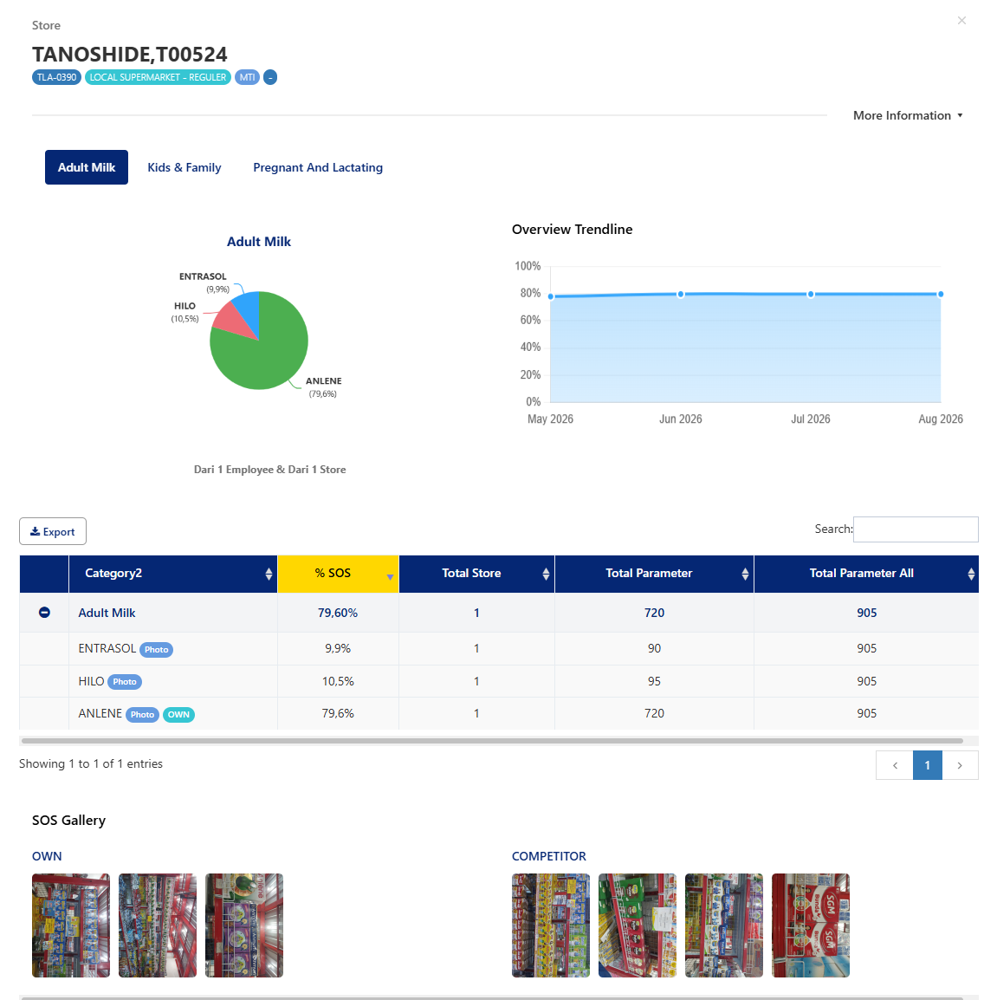 Store
×
TANOSHIDE,T00524
TLA-0390 LOCAL SUPERMARKET - REGULER MTI -
More Information
Adult Milk Kids & Family Pregnant And Lactating
Adult Milk
ENTRASOL
(9,9%)
HILO
(10,5%)
ANLENE
(79,6%)
Dari 1 Employee & Dari 1 Store
Overview Trendline
100%
80%
60%
40%
20%
0%
May 2026 Jun 2026 Jul 2026 Aug 2026
Export
Search:
Category2 % SOS Total Store Total Parameter Total Parameter All
Adult Milk 79,60% 1 720 905
ENTRASOL Photo 9,9% 1 90 905
HILO Photo 10,5% 1 95 905
ANLENE Photo OWN 79,6% 1 720 905
Showing 1 to 1 of 1 entries
‹ 1 ›
SOS Gallery
OWN
COMPETITOR
SGM
SGM